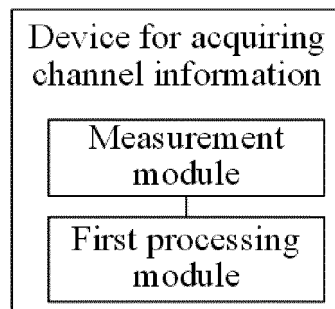 Device for acquiring
channel information
Measurement
module
First processing
module